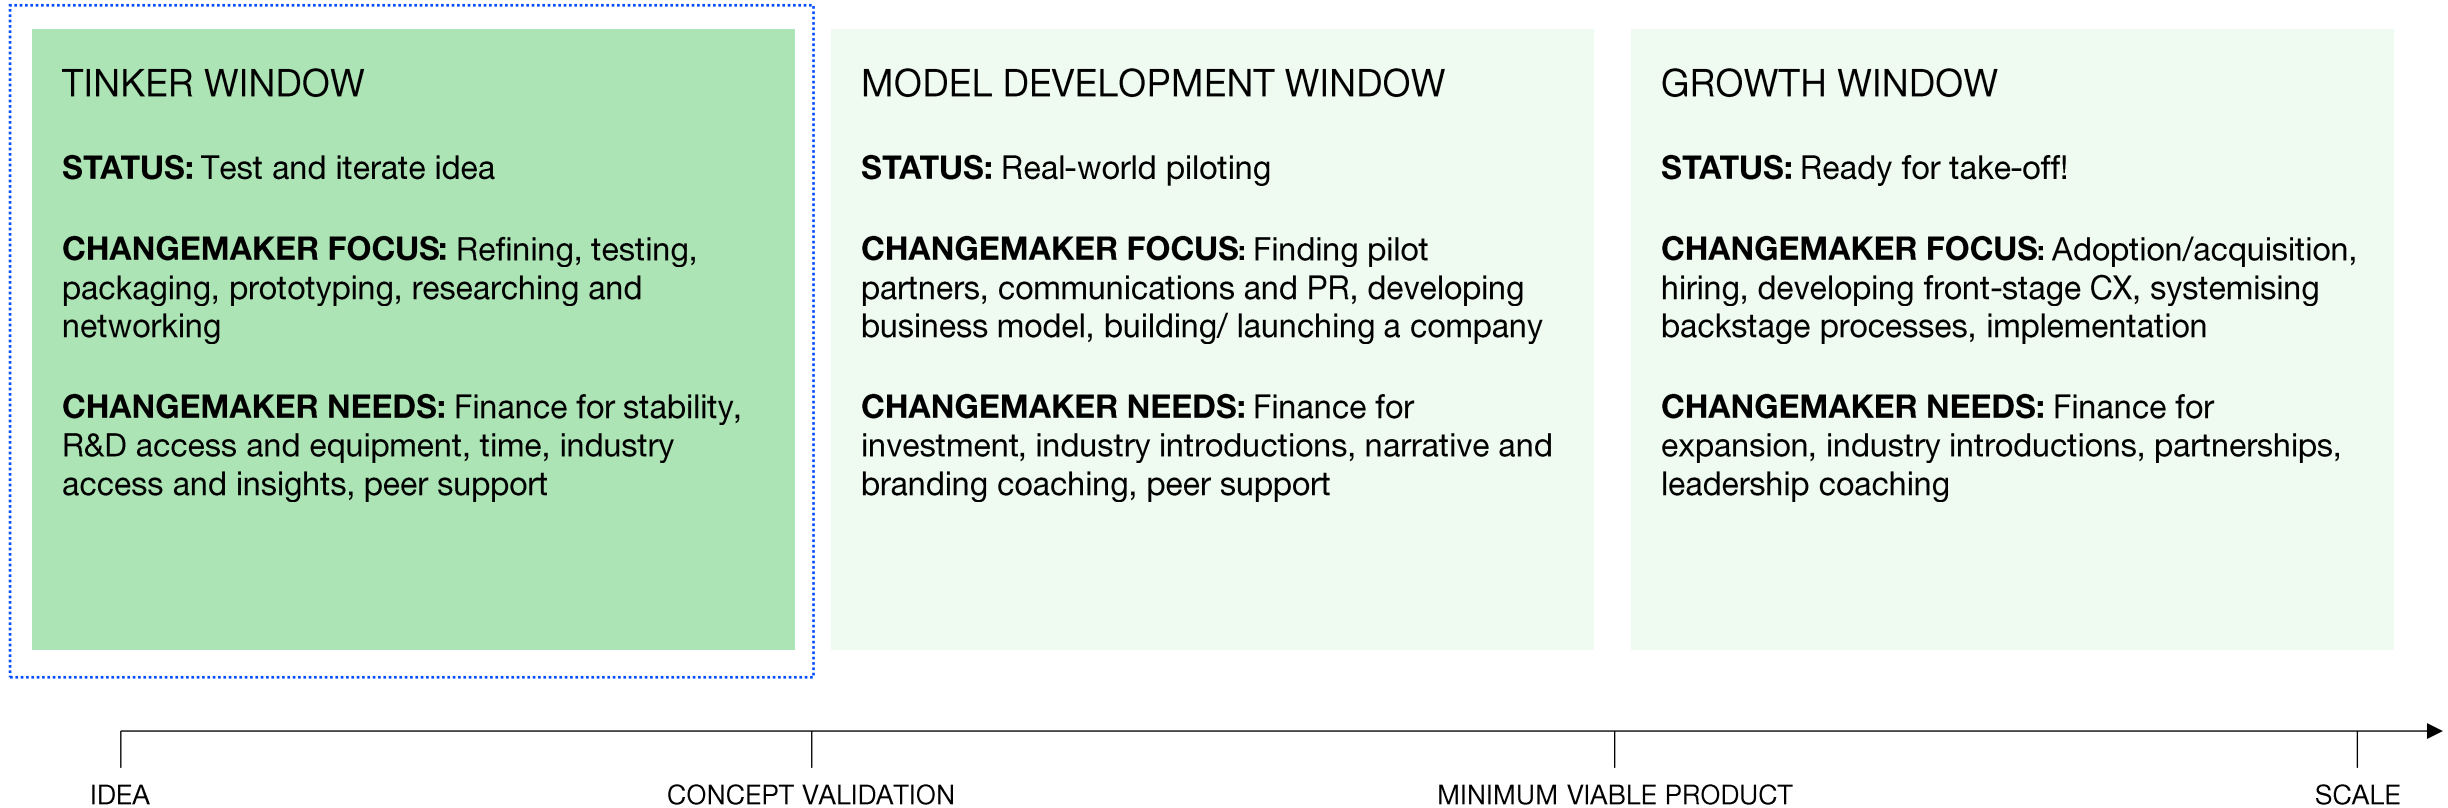 TINKER WINDOW
STATUS: Test and iterate idea
CHANGEMAKER FOCUS: Refining, testing,
packaging, prototyping, researching and
networking
CHANGEMAKER NEEDS: Finance for stability,
R&D access and equipment, time, industry
access and insights, peer support
MODEL DEVELOPMENT WINDOW
STATUS: Real-world piloting
CHANGEMAKER FOCUS: Finding pilot
partners, communications and PR, developing
business model, building/ launching a company
CHANGEMAKER NEEDS: Finance for
investment, industry introductions, narrative and
branding coaching, peer support
GROWTH WINDOW
STATUS: Ready for take-off!
CHANGEMAKER FOCUS: Adoption/acquisition,
hiring, developing front-stage CX, systemising
backstage processes, implementation
CHANGEMAKER NEEDS: Finance for
expansion, industry introductions, partnerships,
leadership coaching
IDEA
CONCEPT VALIDATION
MINIMUM VIABLE PRODUCT
SCALE